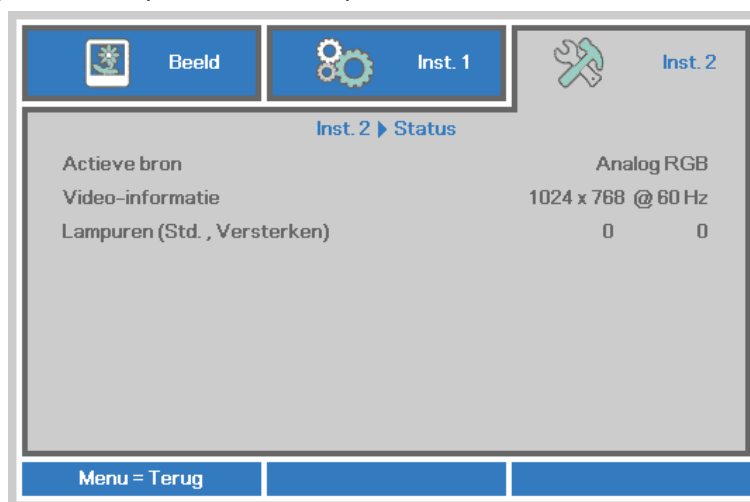 Beeld
Inst. 1
Inst. 2
Inst. 2 Status
Actieve bron Analog RGB
Video-informatie 1024 x 768 @ 60 Hz
Lampuren (Std. , Versterken) 0 0
Menu = Terug